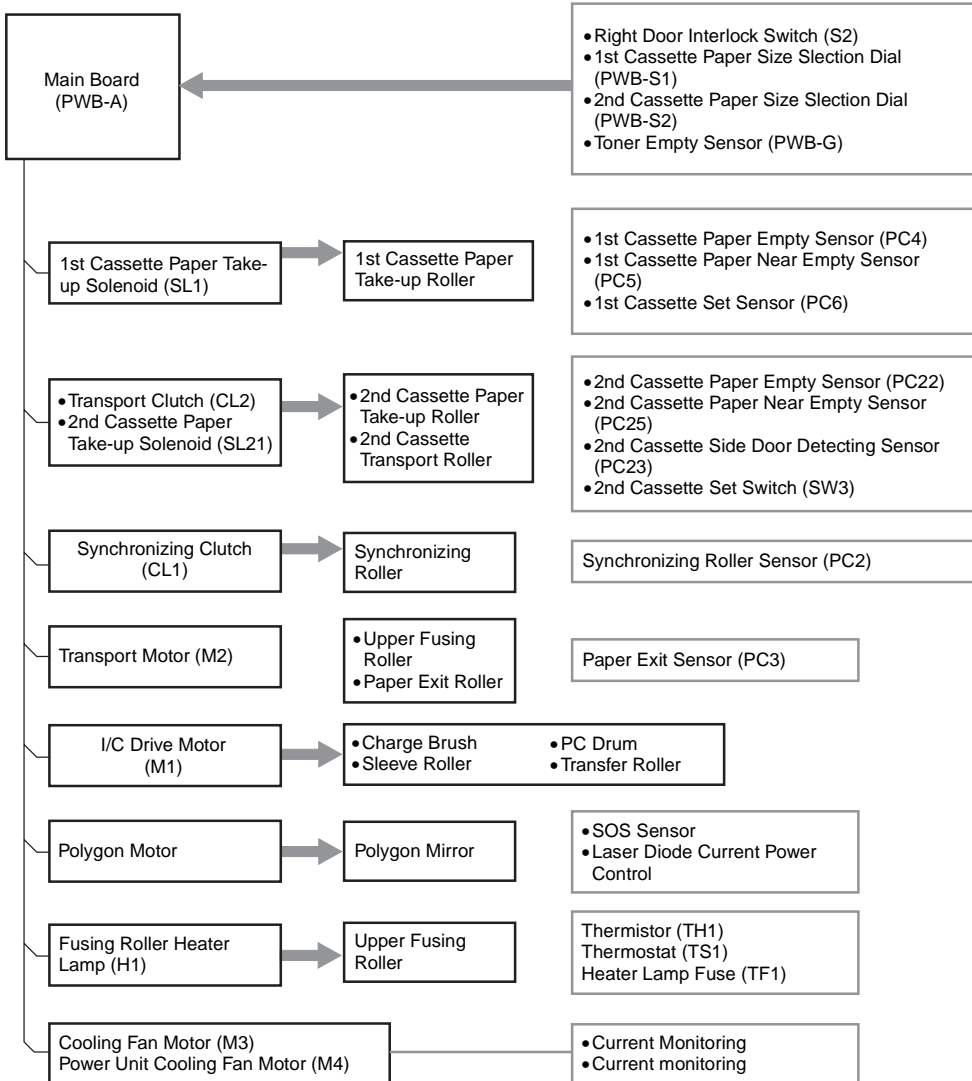 Main Board
(PWB-A)
•Right Door Interlock Switch (S2)
•1st Cassette Paper Size Slection Dial
(PWB-S1)
•2nd Cassette Paper Size Slection Dial
(PWB-S2)
•Toner Empty Sensor (PWB-G)
1st Cassette Paper Take-
up Solenoid (SL1)
1st Cassette Paper
Take-up Roller
•1st Cassette Paper Empty Sensor (PC4)
•1st Cassette Paper Near Empty Sensor
(PC5)
•1st Cassette Set Sensor (PC6)
•Transport Clutch (CL2)
•2nd Cassette Paper
Take-up Solenoid (SL21)
•2nd Cassette Paper
Take-up Roller
•2nd Cassette
Transport Roller
•2nd Cassette Paper Empty Sensor (PC22)
•2nd Cassette Paper Near Empty Sensor
(PC25)
•2nd Cassette Side Door Detecting Sensor
(PC23)
•2nd Cassette Set Switch (SW3)
Synchronizing Clutch
(CL1)
Synchronizing
Roller
Synchronizing Roller Sensor (PC2)
Transport Motor (M2)
•Upper Fusing
Roller
•Paper Exit Roller
Paper Exit Sensor (PC3)
I/C Drive Motor
(M1)
•Charge Brush •PC Drum
•Sleeve Roller •Transfer Roller
Polygon Motor
Polygon Mirror
•SOS Sensor
•Laser Diode Current Power
Control
Fusing Roller Heater
Lamp (H1)
Upper Fusing
Roller
Thermistor (TH1)
Thermostat (TS1)
Heater Lamp Fuse (TF1)
Cooling Fan Motor (M3)
Power Unit Cooling Fan Motor (M4)
•Current Monitoring
•Current monitoring